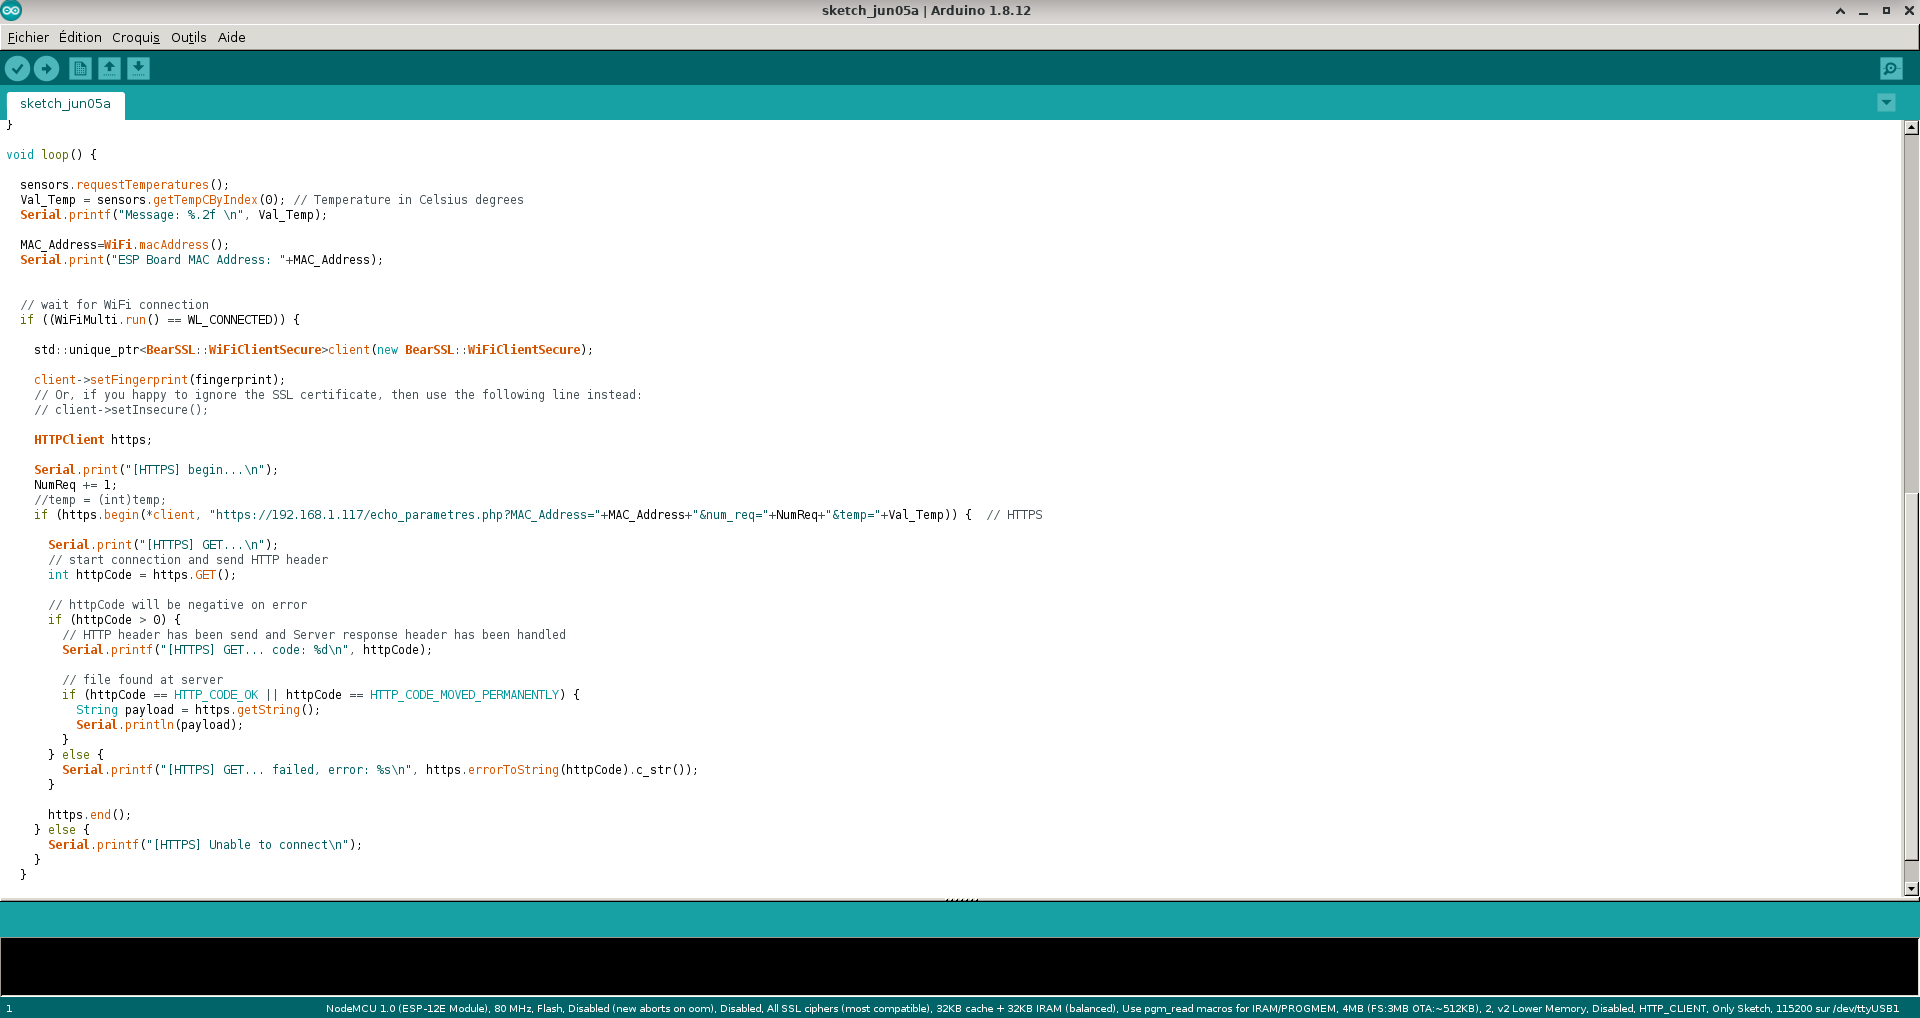 sketch_jun05a | Arduino 1.8.12
Fichier Édition Croquis Outils Aide
sketch_jun05a
}
void loop() {
sensors.requestTemperatures();
Val_Temp = sensors.getTempCByIndex(0); // Temperature in Celsius degrees
Serial.printf("Message: %.2f \n", Val_Temp);
MAC_Address=WiFi.macAddress();
Serial.print("ESP Board MAC Address: "+MAC_Address);
// wait for WiFi connection
if ((WiFiMulti.run() == WL_CONNECTED)) {
std::unique_ptr<BearSSL::WiFiClientSecure>client(new BearSSL::WiFiClientSecure);
client->setFingerprint(fingerprint);
// Or, if you happy to ignore the SSL certificate, then use the following line instead:
// client->setInsecure();
HTTPClient https;
Serial.print("[HTTPS] begin...\n");
NumReq += 1;
//temp = (int)temp;
if (https.begin(*client, "https://192.168.1.117/echo_parametres.php?MAC_Address="+MAC_Address+"&num_req="+NumReq+"&temp="+Val_Temp)) {  // HTTPS
Serial.print("[HTTPS] GET...\n");
// start connection and send HTTP header
int httpCode = https.GET();
// httpCode will be negative on error
if (httpCode > 0) {
// HTTP header has been send and Server response header has been handled
Serial.printf("[HTTPS] GET... code: %d\n", httpCode);
// file found at server
if (httpCode == HTTP_CODE_OK || httpCode == HTTP_CODE_MOVED_PERMANENTLY) {
String payload = https.getString();
Serial.println(payload);
}
} else {
Serial.printf("[HTTPS] GET... failed, error: %s\n", https.errorToString(httpCode).c_str());
}
https.end();
} else {
Serial.printf("[HTTPS] Unable to connect\n");
}
}
1 NodeMCU 1.0 (ESP-12E Module), 80 MHz, Flash, Disabled (new aborts on oom), Disabled, All SSL ciphers (most compatible), 32KB cache + 32KB IRAM (balanced), Use pgm_read macros for IRAM/PROGMEM, 4MB (FS:3MB OTA:~512KB), 2, v2 Lower Memory, Disabled, HTTP_CLIENT, Only Sketch, 115200 sur /dev/ttyUSB1